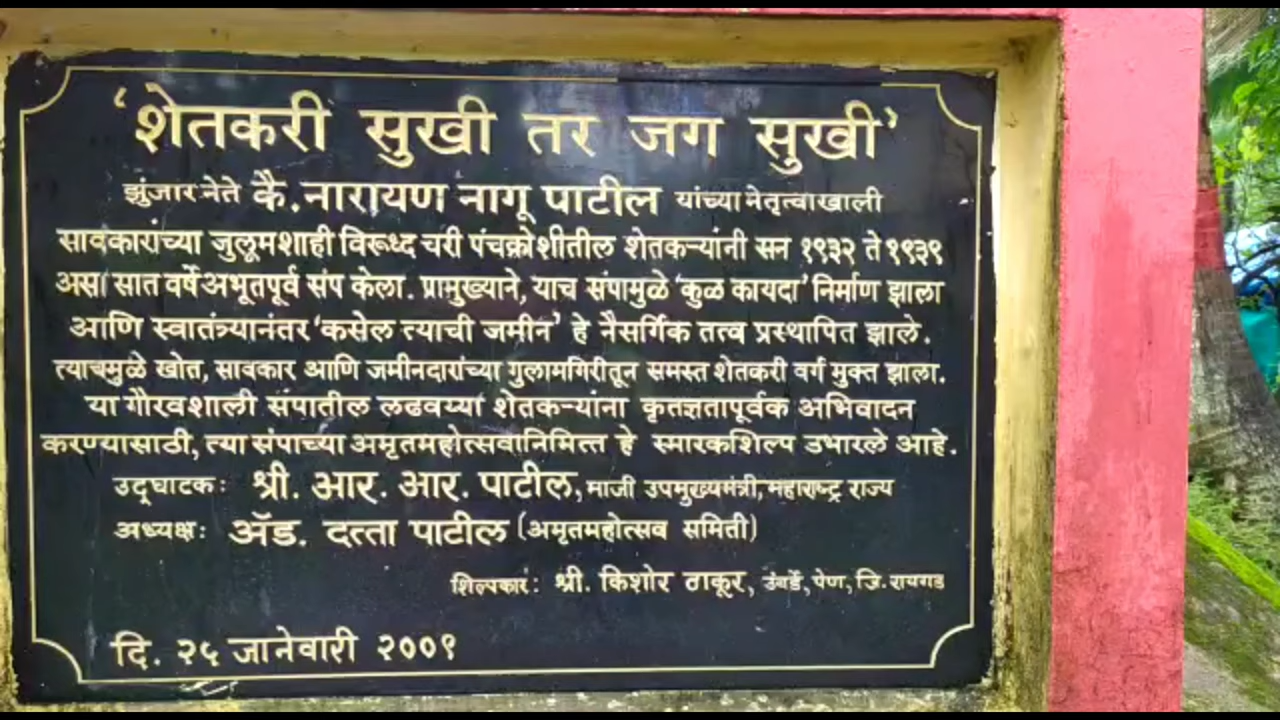 ‘शेतकरी सुखी तर जग सुखी’
झुंजार नेते कै. नारायण नागू पाटील यांच्या नेतृत्वाखाली
सावकारांच्या जुलूमशाही विरूध्द चरी पंचक्रोशीतील शेतकऱ्यांनी सन १९३२ ते १९३९
असा सात वर्षे अभूतपूर्व संप केला. प्रामुख्याने, याच संपामुळे ‘कुळ कायदा’ निर्माण झाला
आणि स्वातंत्र्यानंतर ‘कसेल त्याची जमीन’ हे नैसर्गिक तत्व प्रस्थापित झाले.
त्याचमुळे खोत, सावकार आणि जमीनदारांच्या गुलामगिरीतून समस्त शेतकरी वर्ग मुक्त झाला.
या गौरवशाली संपातील लढवय्या शेतकऱ्यांना कृतज्ञतापूर्वक अभिवादन
करण्यासाठी, त्या संपाच्या अमृतमहोत्सवानिमित्त हे स्मारकशिल्प उभारले आहे.
उद्‌घाटक: श्री. आर. आर. पाटील, माजी उपमुख्यमंत्री, महाराष्ट्र राज्य
अध्यक्ष: ॲड. दत्ता पाटील (अमृतमहोत्सव समिती)
शिल्पकार: श्री. किशोर ठाकूर, उंबर्डे, पेण, जि. रायगड
दि. २५ जानेवारी २००९